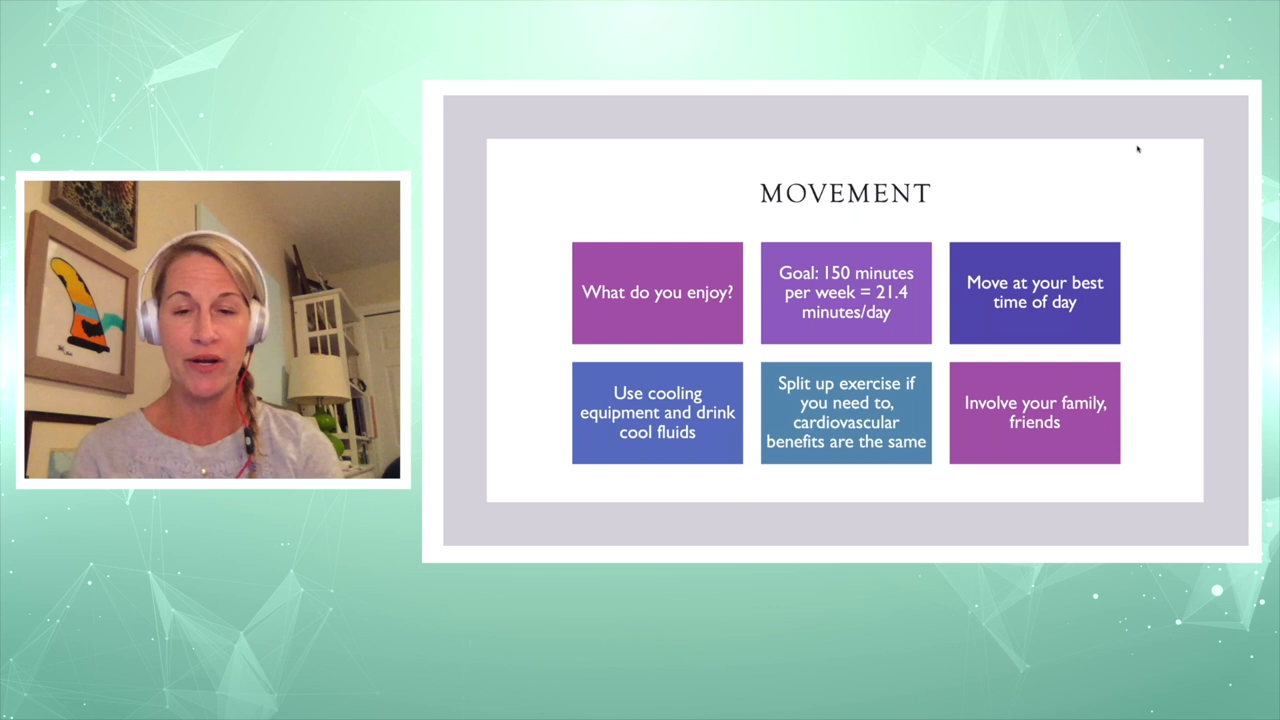 MOVEMENT
What do you enjoy?
Goal: 150 minutes
per week = 21.4
minutes/day
Move at your best
time of day
Use cooling
equipment and drink
cool fluids
Split up exercise if
you need to,
cardiovascular
benefits are the same
Involve your family,
friends